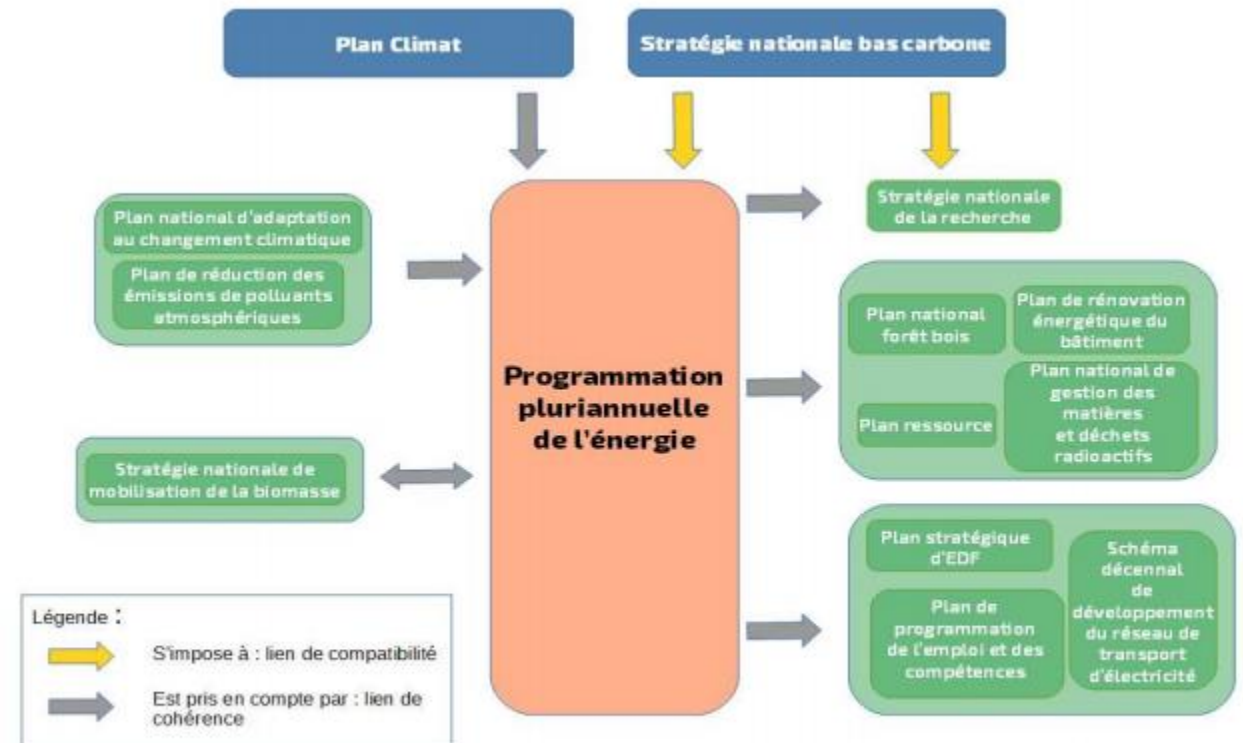 Plan Climat
Stratégie nationale bas carbone
Plan national d'adaptation
au changement climatique
Plan de réduction des
émissions de polluants
atmosphériques
Stratégie nationale de
mobilisation de la biomasse
Programmation
pluriannuelle
de l'énergie
Stratégie nationale
de la recherche
Plan national
forêt bois
Plan de rénovation
énergétique du
bâtiment
Plan ressource
Plan national de
gestion des
matières
et déchets
radioactifs
Plan stratégique
d'EDF
Plan de
programmation
de l'emploi et des
compétences
Schéma
décennal
de
développement
du réseau de
transport
d'électricité
Légende :
S'impose à : lien de compatibilité
Est pris en compte par : lien de
cohérence